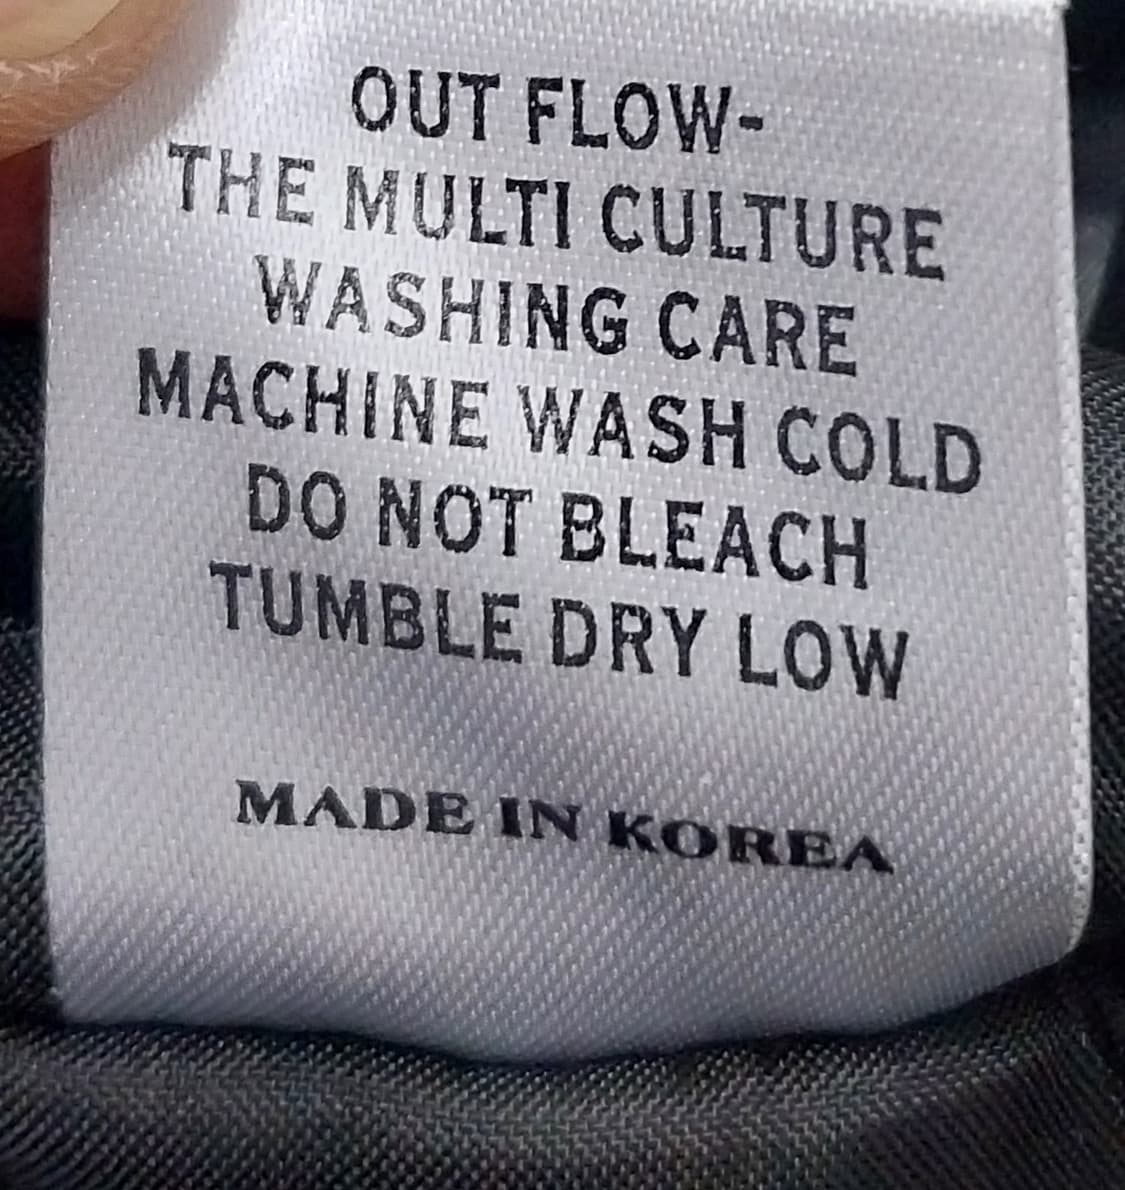 OUT FLOW-
THE MULTI CULTURE
WASHING CARE
MACHINE WASH COLD
DO NOT BLEACH
TUMBLE DRY LOW
MADE IN KOREA